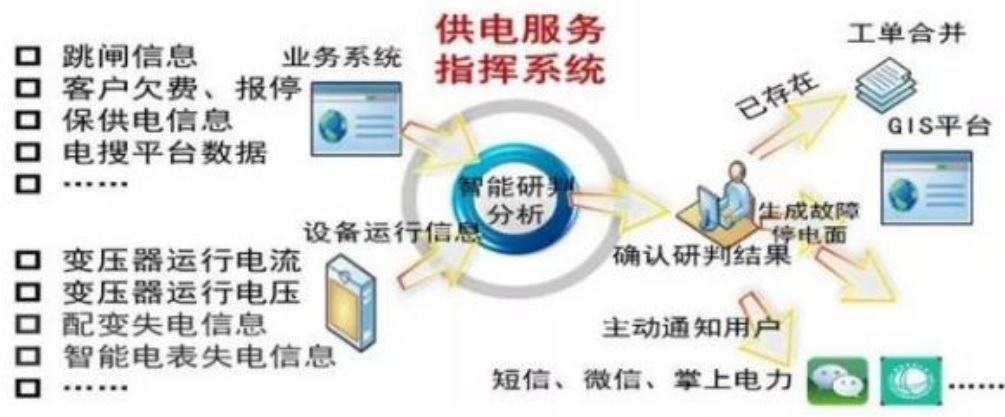 供电服务
指挥系统
业务系统
跳闸信息
客户欠费、报停
保供电信息
电搜平台数据
……
设备运行信息
变压器运行电流
变压器运行电压
配变失电信息
智能电表失电信息
……
智能研判
分析
确认研判结果
已存在
工单合并
GIS平台
生成故障
停电面
主动通知用户
短信、微信、掌上电力
……